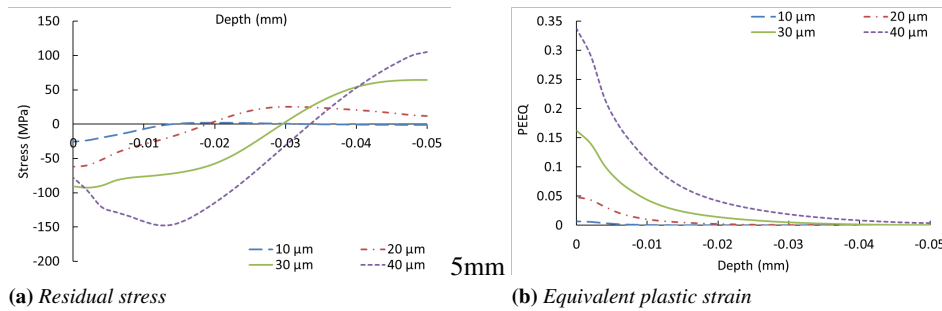 Depth (mm)
150
100
50
0
-50
-100
-150
-200
Stress (MPa)
0 -0.01 -0.02 -0.03 -0.04 -0.05
10 µm 20 µm
30 µm 40 µm
5mm
10 µm 20 µm
30 µm 40 µm
0.35
0.3
0.25
0.2
0.15
0.1
0.05
0
PEEQ
0 -0.01 -0.02 -0.03 -0.04 -0.05
Depth (mm)
(a) Residual stress
(b) Equivalent plastic strain